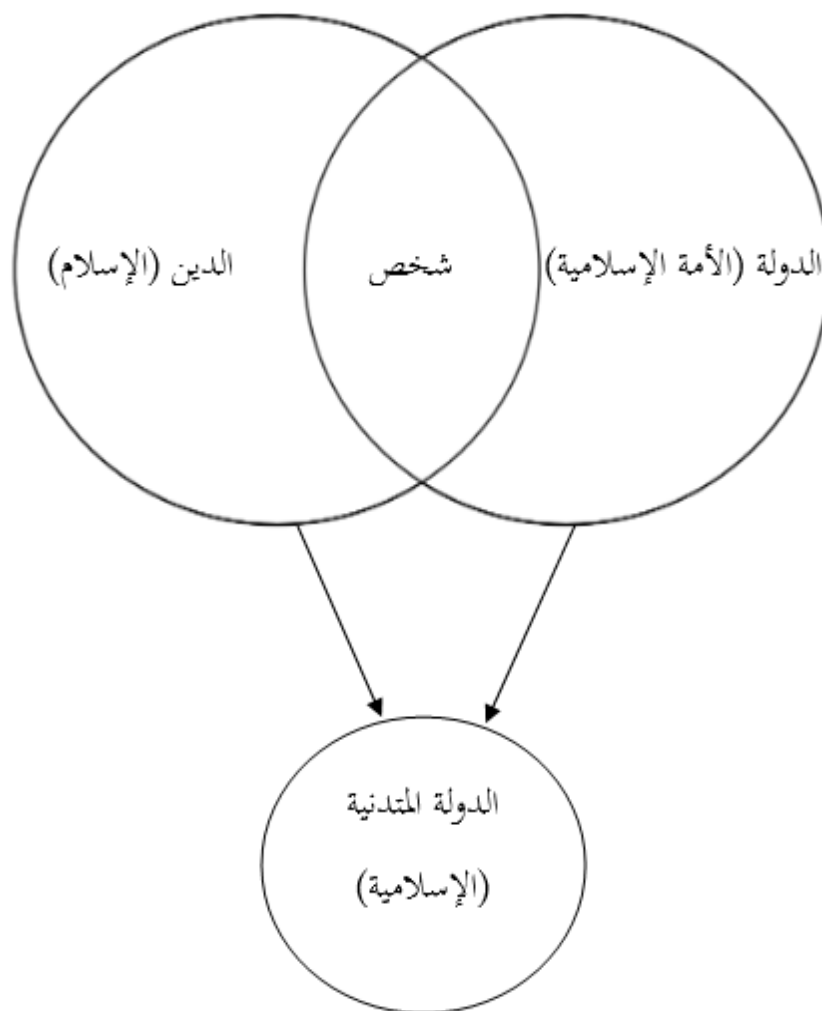 الدولة (الأمة الإسلامية)
شخص
الدين (الإسلام)
الدولة المتدنية
(الإسلامية)